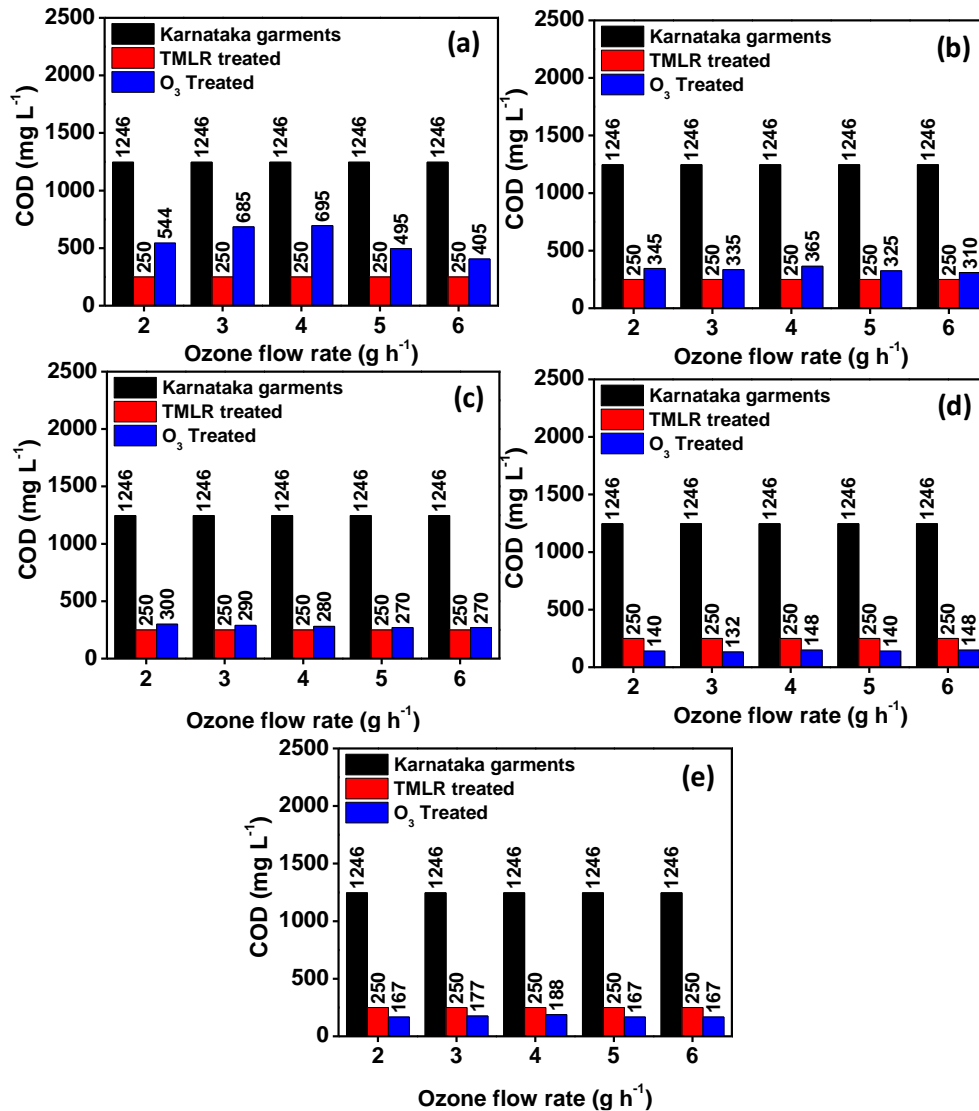 2500
Karnataka garments
(a)
TMLR treated
2000
O3 Treated
1500
1246 1246 1246 1246 1246
1000
COD (mg L-1)
500
250 544 250 685 250 695 250 495 250 405
0
2 3 4 5 6
Ozone flow rate (g h-1)
2500
Karnataka garments
(b)
TMLR treated
2000
O3 Treated
1500
1246 1246 1246 1246 1246
1000
COD (mg L-1)
500
250 345 250 335 250 365 250 325 250 310
0
2 3 4 5 6
Ozone flow rate (g h-1)
2500
Karnataka garments
(c)
TMLR treated
2000
O3 Treated
1500
1246 1246 1246 1246 1246
1000
COD (mg L-1)
500
250 300 250 290 250 280 250 270 250 270
0
2 3 4 5 6
Ozone flow rate (g h-1)
2500
Karnataka garments
(d)
TMLR treated
2000
O3 Treated
1500
1246 1246 1246 1246 1246
1000
COD (mg L-1)
500
250 140 250 132 250 148 250 140 250 148
0
2 3 4 5 6
Ozone flow rate (g h-1)
2500
Karnataka garments
(e)
TMLR treated
2000
O3 Treated
1500
1246 1246 1246 1246 1246
1000
COD (mg L-1)
500
250 167 250 177 250 188 250 167 250 167
0
2 3 4 5 6
Ozone flow rate (g h-1)